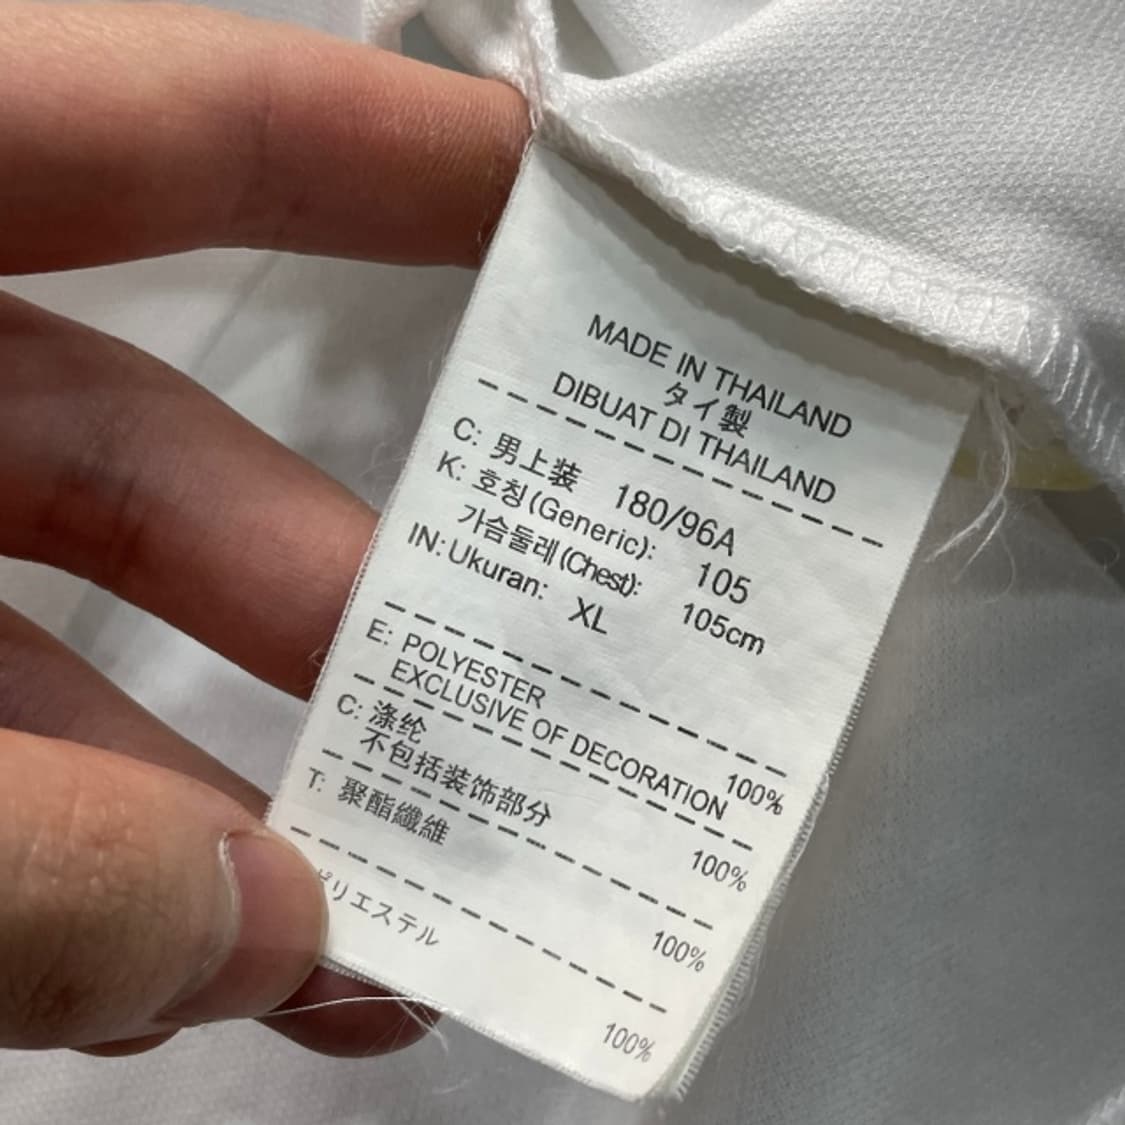 MADE IN THAILAND
タイ製
DIBUAT DI THAILAND
C: 男上装 180/96A
K: 호칭(Generic): 105
가슴둘레(Chest): 105cm
IN: Ukuran: XL
E: POLYESTER 100%
EXCLUSIVE OF DECORATION
C: 涤纶 100%
不包括装饰部分
T: 聚酯纖維 100%
ポリエステル 100%